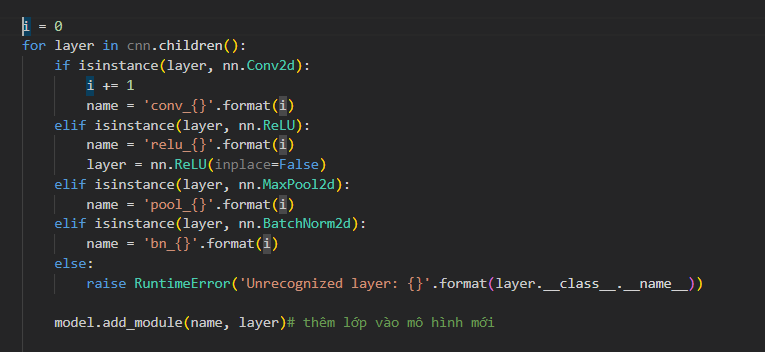 i = 0
for layer in cnn.children():
    if isinstance(layer, nn.Conv2d):
        i += 1
        name = 'conv_{}'.format(i)
    elif isinstance(layer, nn.ReLU):
        name = 'relu_{}'.format(i)
        layer = nn.ReLU(inplace=False)
    elif isinstance(layer, nn.MaxPool2d):
        name = 'pool_{}'.format(i)
    elif isinstance(layer, nn.BatchNorm2d):
        name = 'bn_{}'.format(i)
    else:
        raise RuntimeError('Unrecognized layer: {}'.format(layer.__class__.__name__))
    model.add_module(name, layer)# thêm lớp vào mô hình mới